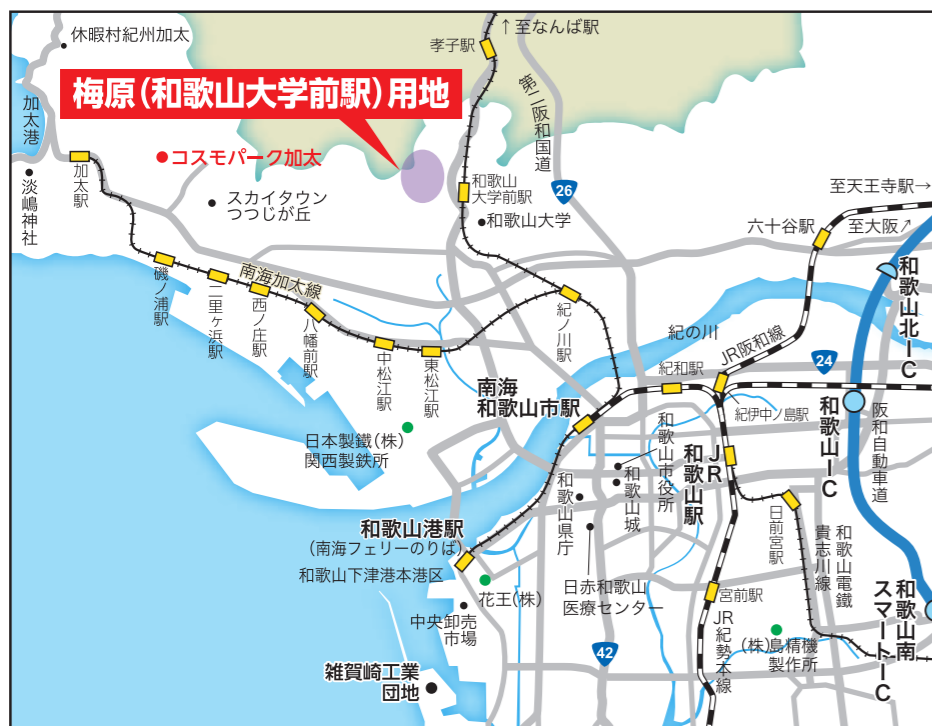 休暇村紀州加太
↑至なんば駅
孝子駅
第二阪和国道
梅原(和歌山大学前駅)用地
加太港
コスモパーク加太
加太駅
淡嶋神社
スカイタウン
つつじが丘
和歌山
大学前駅
和歌山大学
26
至天王寺駅→
六十谷駅
至大阪↗
磯ノ浦駅
二里ヶ浜駅
西ノ庄駅
南海加太線
八幡前駅
中松江駅
東松江駅
紀ノ川駅
紀の川
和歌山北IC
JR阪和線
24
紀和駅
紀伊中ノ島駅
和歌山IC
阪和自動車道
南海
和歌山市駅
日本製鐵(株)
関西製鉄所
和歌山市役所
和歌山城
和歌山県庁
JR
和歌山駅
日前宮駅
和歌山電鐵
貴志川線
和歌山港駅
(南海フェリーのりば)
和歌山下津港本港区
花王(株)
日赤和歌山
医療センター
中央卸売
市場
宮前駅
JR紀勢本線
(株)島精機
製作所
和歌山南
スマートIC
42
雑賀崎工業
団地